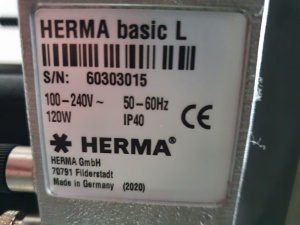 HERMA basic L
S/N: 60303015
100-240V~ 50-60Hz
120W IP40
CE
HERMA®
HERMA GmbH
70791 Filderstadt
Made in Germany (2020)